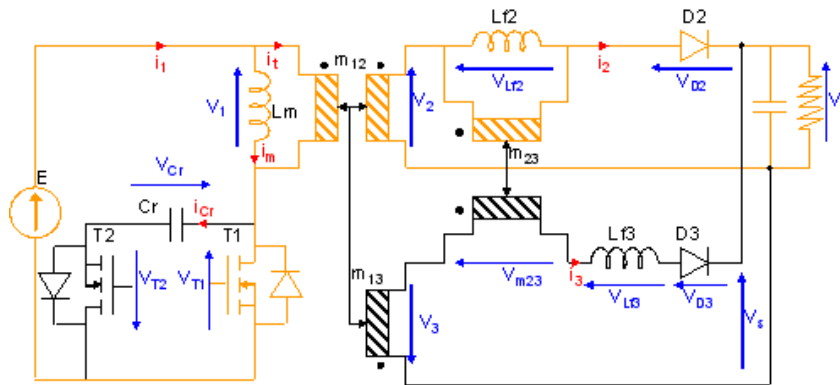 Lf2
D2
i1
it
m12
i2
VLf2
VD2
V1
Lm
V2
V
im
m23
VCr
E
Cr
iCr
T2
T1
Lf3
D3
VT2
VT1
m13
Vm23
i3
VLf3
VD3
V3
Vs